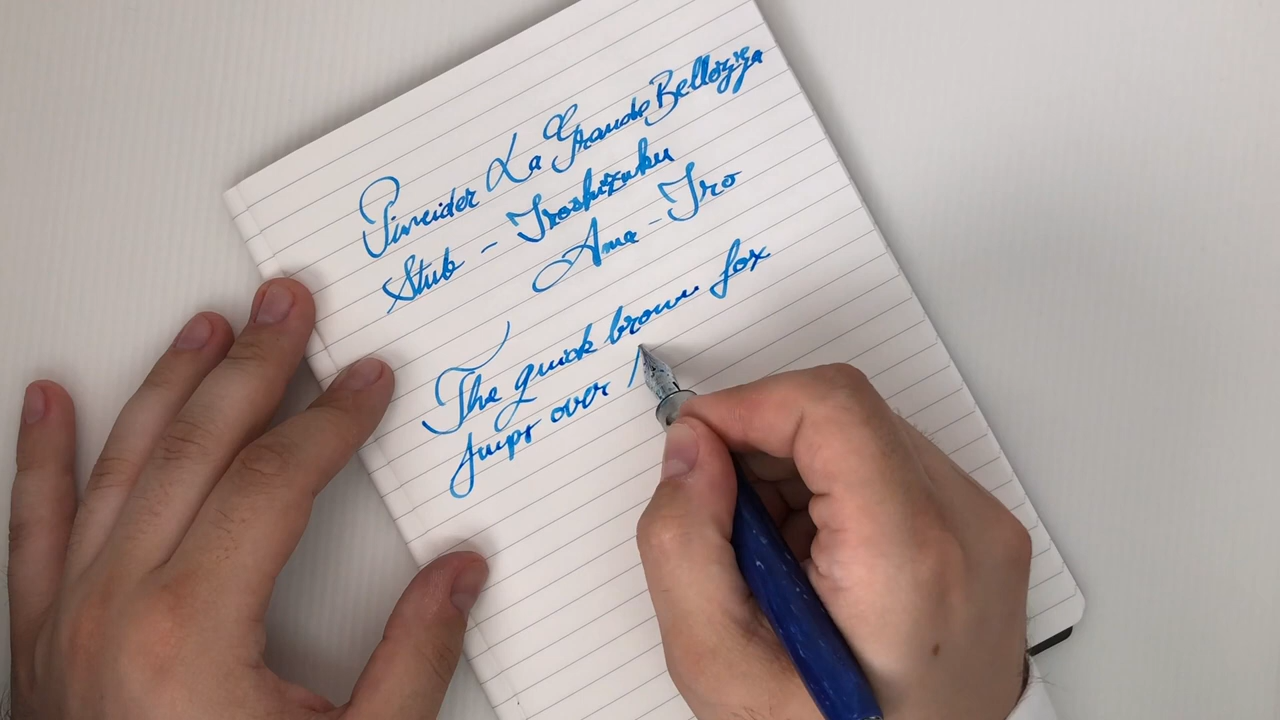 Pineider La Grande Bellezza
Stub - Iroshizuku
Ama-Iro
The quick brown fox
jumps over